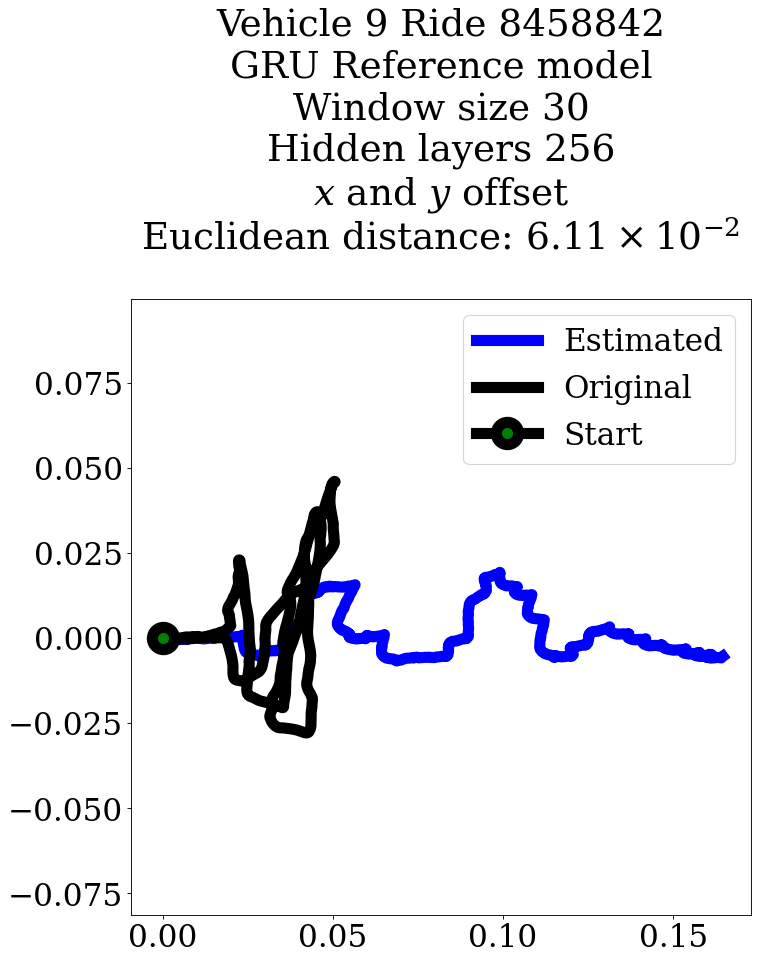 Vehicle 9 Ride 8458842
GRU Reference model
Window size 30
Hidden layers 256
x and y offset
Euclidean distance: 6.11 × 10⁻²
Estimated
Original
Start
0.075
0.050
0.025
0.000
−0.025
−0.050
−0.075
0.00 0.05 0.10 0.15